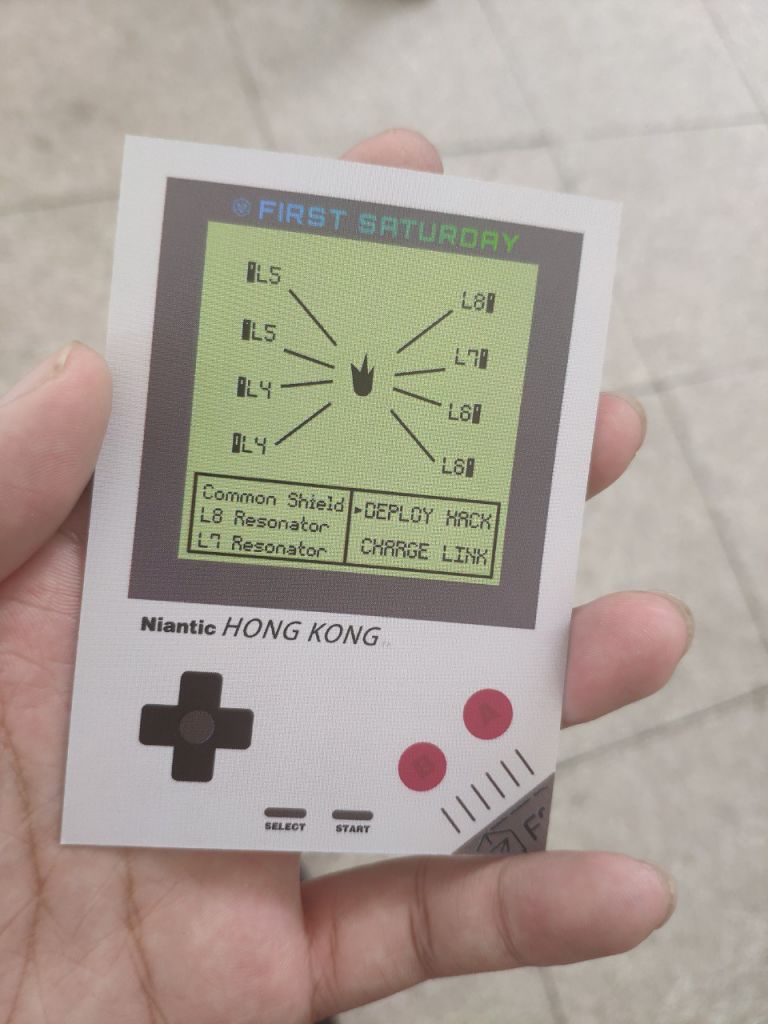 FIRST SATURDAY
L5
L8
L5
L7
L4
L6
L4
L6
Common Shield
L8 Resonator
L7 Resonator
▸DEPLOY HACK
CHARGE LINK
Niantic HONG KONG
A
B
SELECT
START